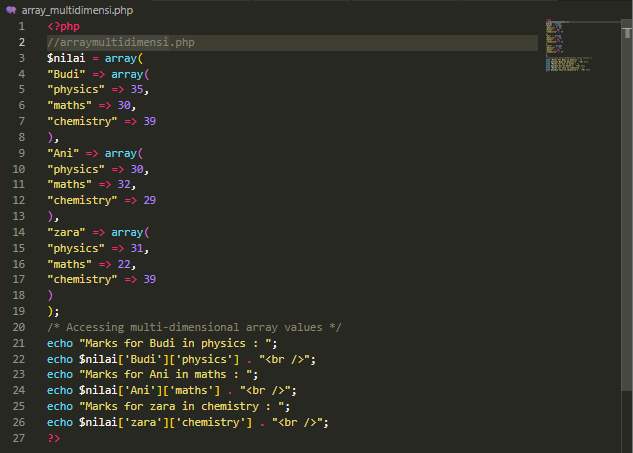 array_multidimensi.php
1 <?php
2 //arraymultidimensi.php
3 $nilai = array(
4 "Budi" => array(
5 "physics" => 35,
6 "maths" => 30,
7 "chemistry" => 39
8 ),
9 "Ani" => array(
10 "physics" => 30,
11 "maths" => 32,
12 "chemistry" => 29
13 ),
14 "zara" => array(
15 "physics" => 31,
16 "maths" => 22,
17 "chemistry" => 39
18 )
19 );
20 /* Accessing multi-dimensional array values */
21 echo "Marks for Budi in physics : ";
22 echo $nilai['Budi']['physics'] . "<br />";
23 echo "Marks for Ani in maths : ";
24 echo $nilai['Ani']['maths'] . "<br />";
25 echo "Marks for zara in chemistry : ";
26 echo $nilai['zara']['chemistry'] . "<br />";
27 ?>